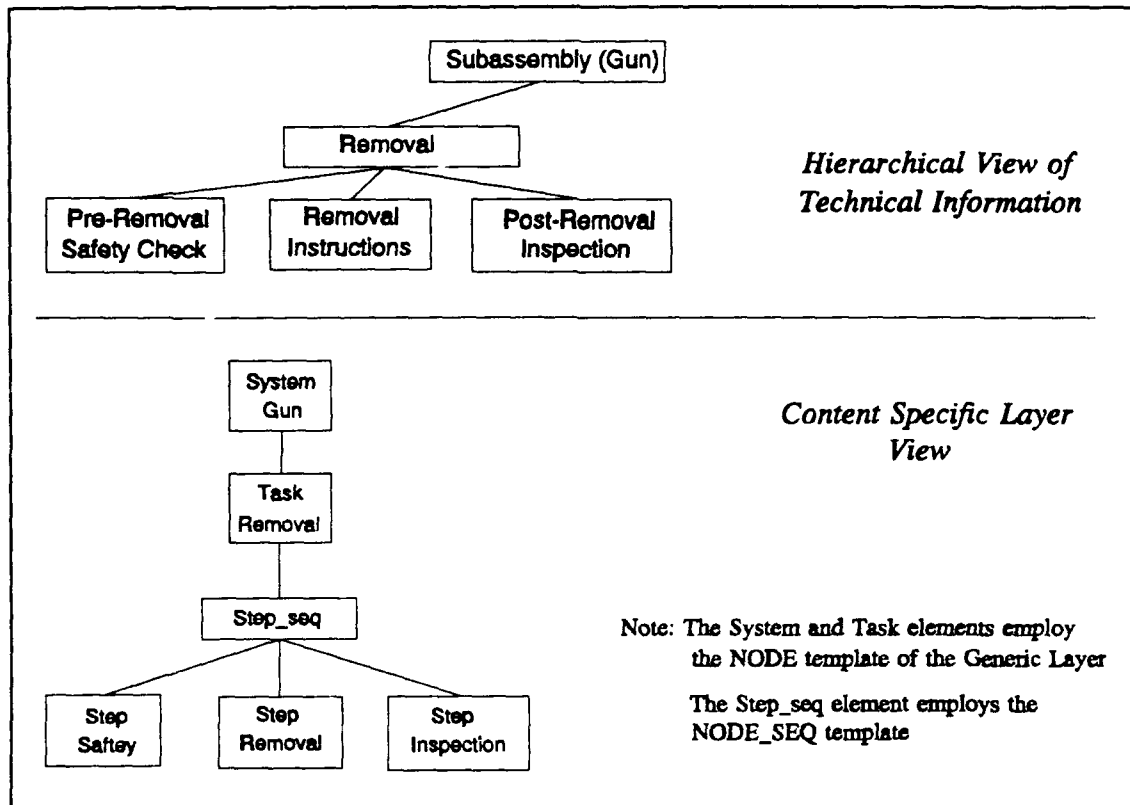 Subassembly (Gun)
Removal
Hierarchical View of
Technical Information
Pre-Removal
Safety Check
Removal
Instructions
Post-Removal
Inspection
System
Gun
Content Specific Layer
View
Task
Removal
Step_seq
Note: The System and Task elements employ
the NODE template of the Generic Layer
The Step_seq element employs the
NODE_SEQ template
Step
Saftey
Step
Removal
Step
Inspection